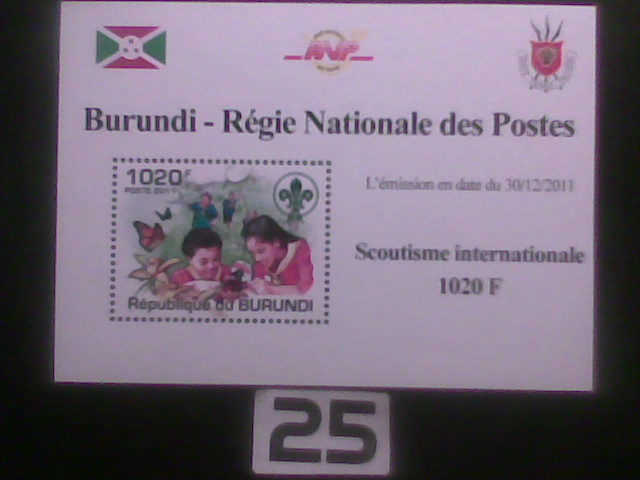 RNP
Burundi - Régie Nationale des Postes
1020F
POSTE 2011
L'émission en date du 30/12/2011
Scoutisme internationale
1020 F
République du BURUNDI
25